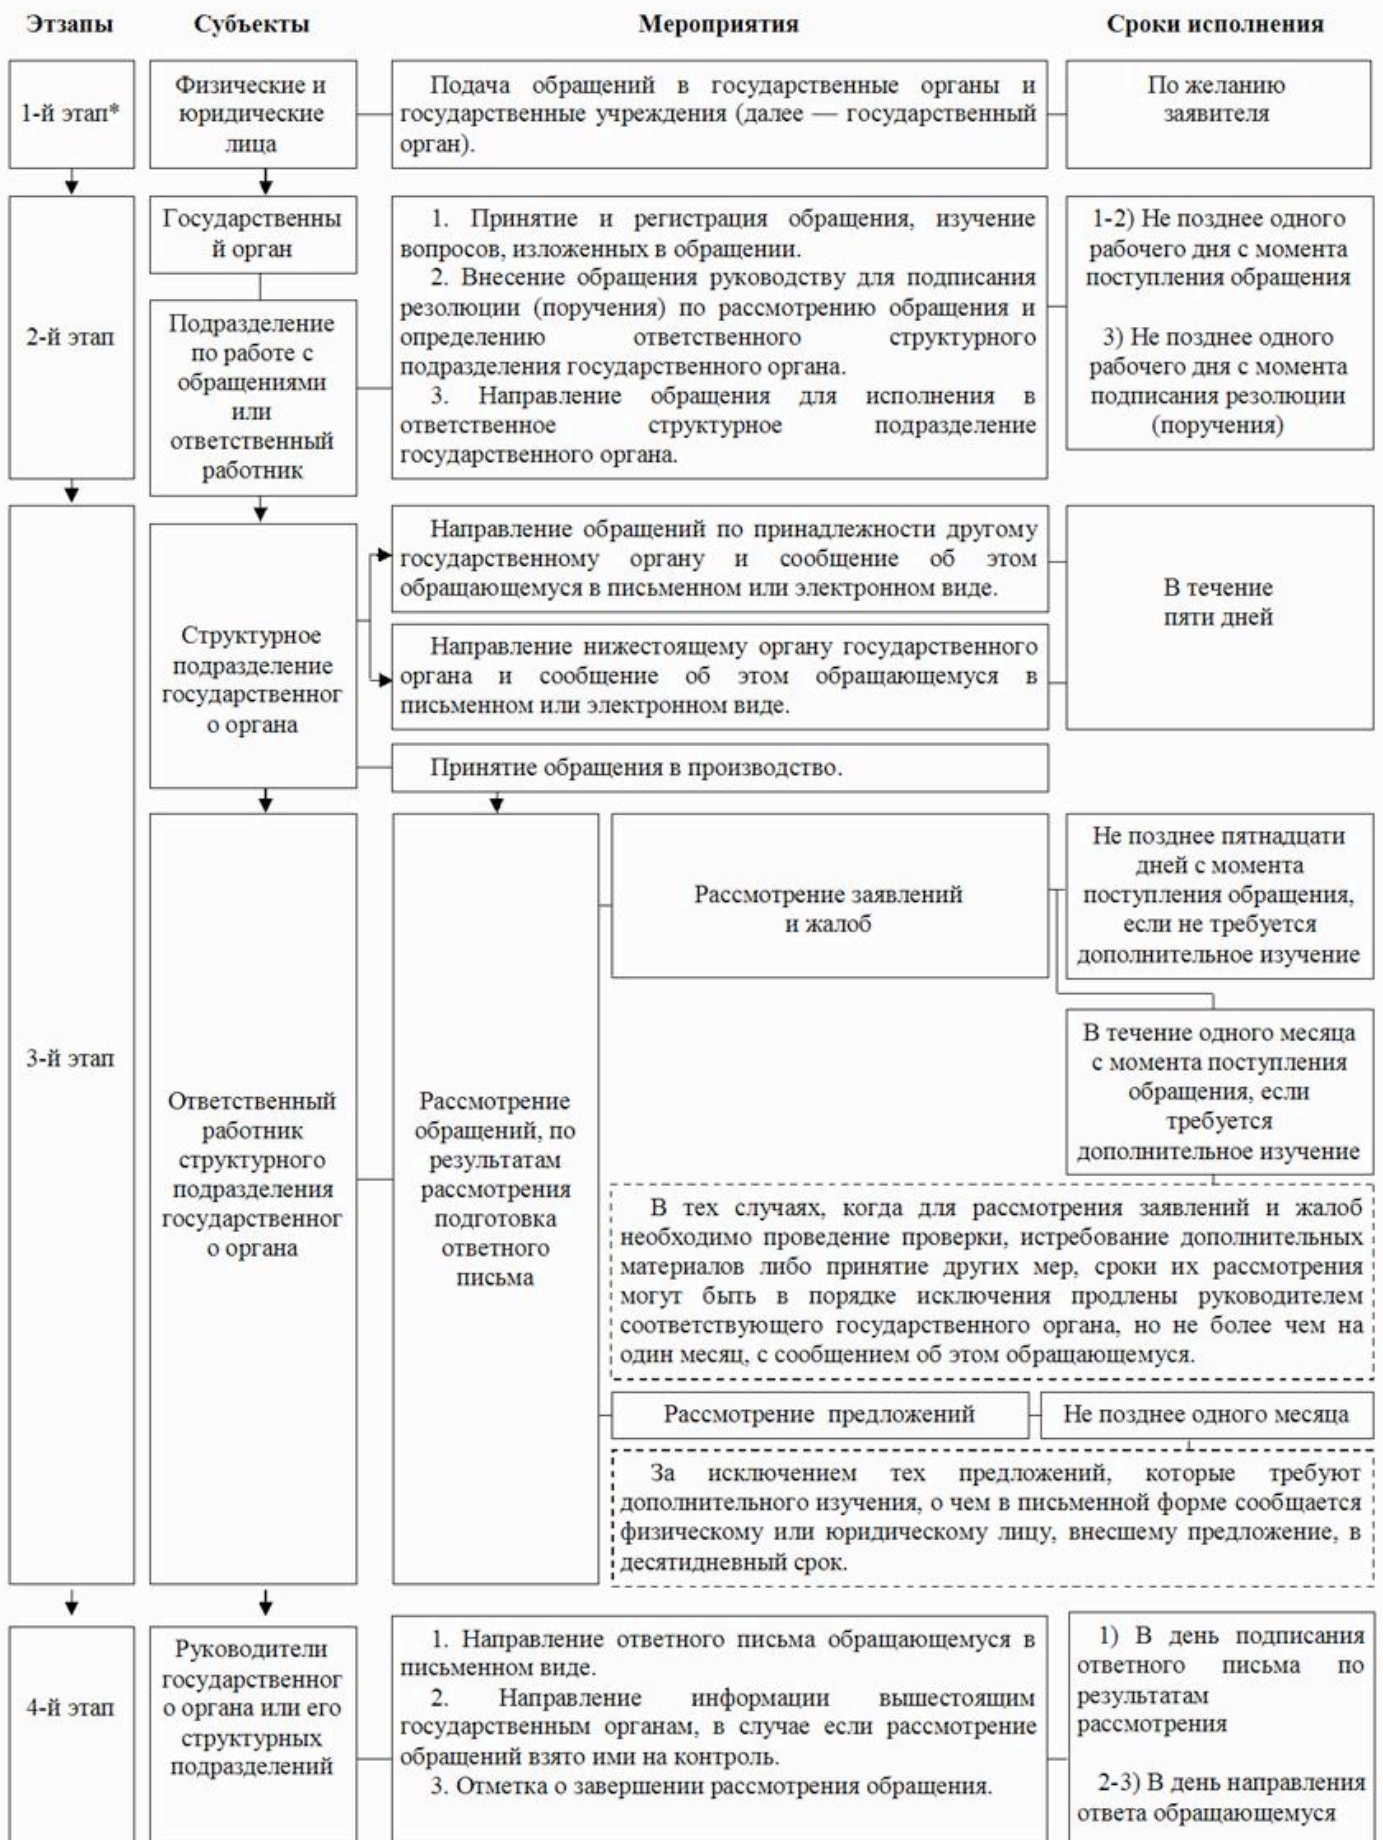 Этзапы
Субъекты
Мероприятия
Сроки исполнения
1-й этап*
Физические и
юридические
лица
Подача обращений в государственные органы и
государственные учреждения (далее — государственный
орган).
По желанию
заявителя
2-й этап
Государственны
й орган
Подразделение
по работе с
обращениями
или
ответственный
работник
1. Принятие и регистрация обращения, изучение
вопросов, изложенных в обращении.
2. Внесение обращения руководству для подписания
резолюции (поручения) по рассмотрению обращения и
определению ответственного структурного
подразделения государственного органа.
3. Направление обращения для исполнения в
ответственное структурное подразделение
государственного органа.
1-2) Не позднее одного
рабочего дня с момента
поступления обращения
3) Не позднее одного
рабочего дня с момента
подписания резолюции
(поручения)
3-й этап
Структурное
подразделение
государственног
о органа
Направление обращений по принадлежности другому
государственному органу и сообщение об этом
обращающемуся в письменном или электронном виде.
Направление нижестоящему органу государственного
органа и сообщение об этом обращающемуся в
письменном или электронном виде.
В течение
пяти дней
Принятие обращения в производство.
Ответственный
работник
структурного
подразделения
государственног
о органа
Рассмотрение
обращений, по
результатам
рассмотрения
подготовка
ответного
письма
Рассмотрение заявлений
и жалоб
Не позднее пятнадцати
дней с момента
поступления обращения,
если не требуется
дополнительное изучение
В течение одного месяца
с момента поступления
обращения, если
требуется
дополнительное изучение
В тех случаях, когда для рассмотрения заявлений и жалоб
необходимо проведение проверки, истребование дополнительных
материалов либо принятие других мер, сроки их рассмотрения
могут быть в порядке исключения продлены руководителем
соответствующего государственного органа, но не более чем на
один месяц, с сообщением об этом обращающемуся.
Рассмотрение предложений
Не позднее одного месяца
За исключением тех предложений, которые требуют
дополнительного изучения, о чем в письменной форме сообщается
физическому или юридическому лицу, внесшему предложение, в
десятидневный срок.
4-й этап
Руководители
государственног
о органа или его
структурных
подразделений
1. Направление ответного письма обращающемуся в
письменном виде.
2. Направление информации вышестоящим
государственным органам, в случае если рассмотрение
обращений взято ими на контроль.
3. Отметка о завершении рассмотрения обращения.
1) В день подписания
ответного письма по
результатам
рассмотрения
2-3) В день направления
ответа обращающемуся